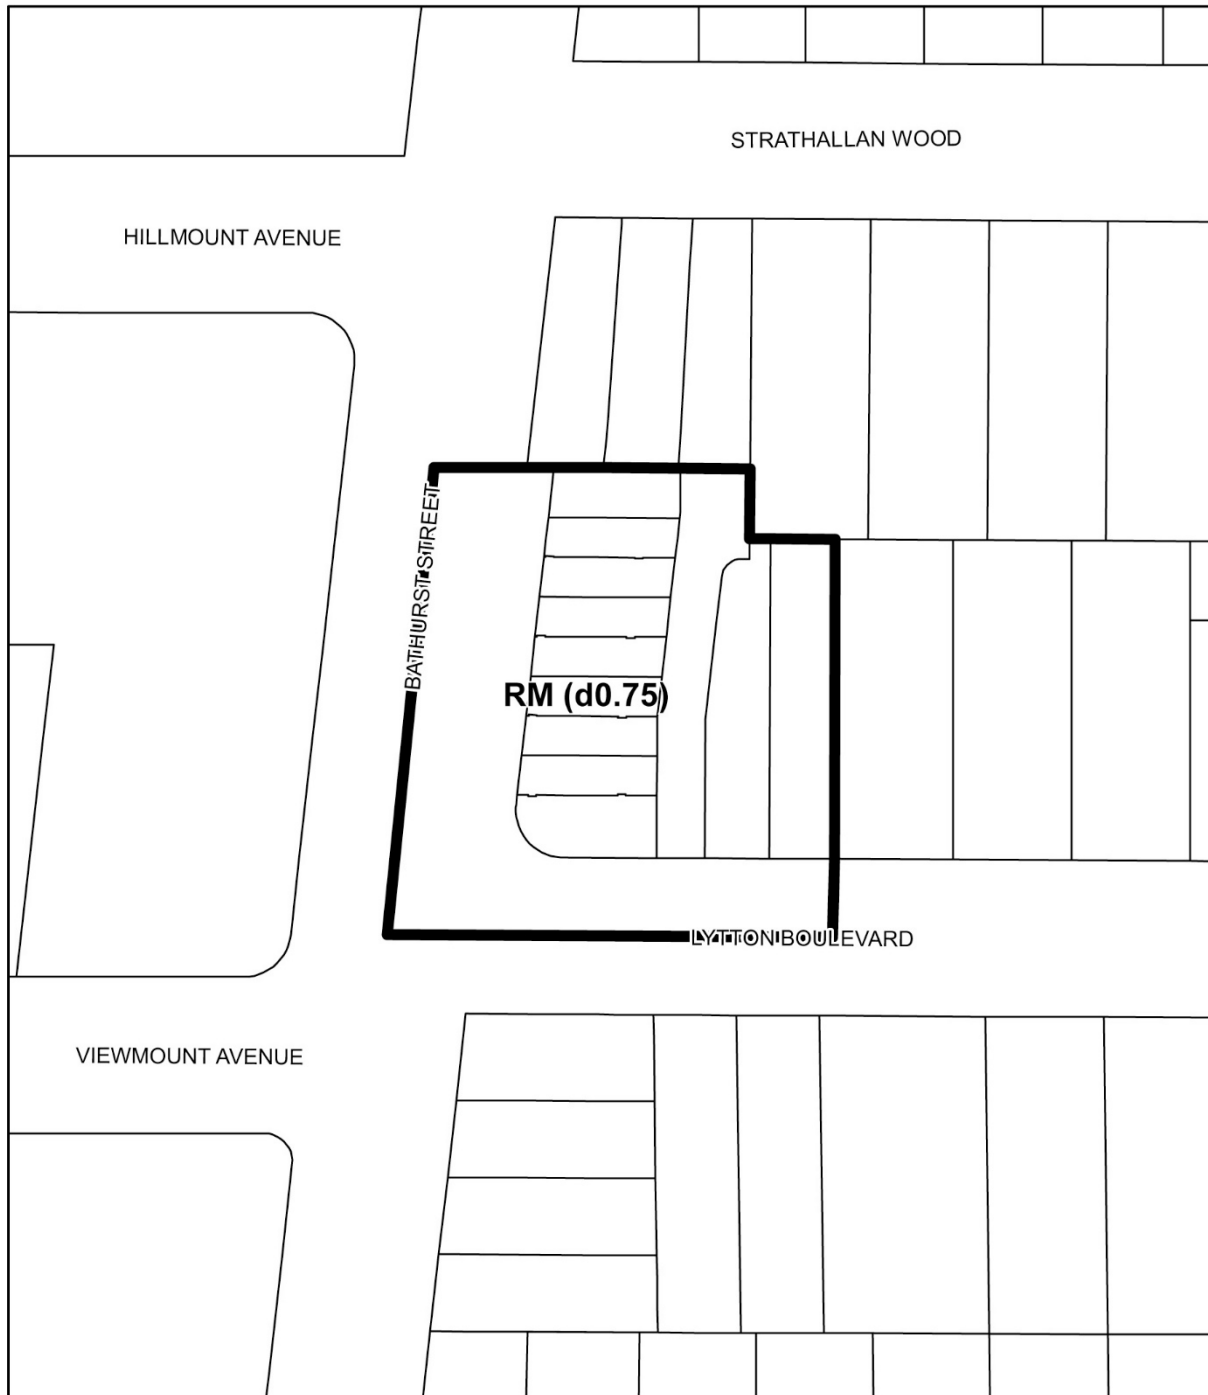 STRATHALLAN WOOD
HILLMOUNT AVENUE
BATHURST STREET
RM (d0.75)
LYTTON BOULEVARD
VIEWMOUNT AVENUE